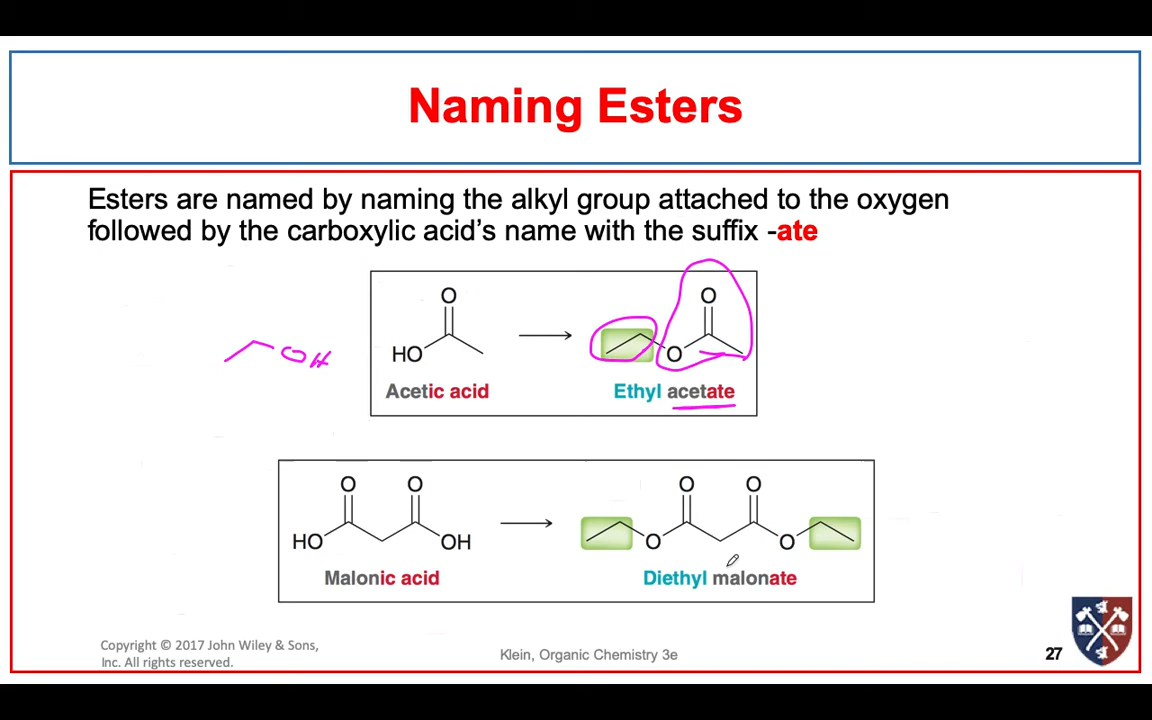 Naming Esters
Esters are named by naming the alkyl group attached to the oxygen
followed by the carboxylic acid’s name with the suffix -ate
O
O
OH
HO
O
Acetic acid
Ethyl acetate
O
O
O
O
HO
OH
O
O
Malonic acid
Diethyl malonate
Copyright © 2017 John Wiley & Sons,
Inc. All rights reserved.
Klein, Organic Chemistry 3e
27